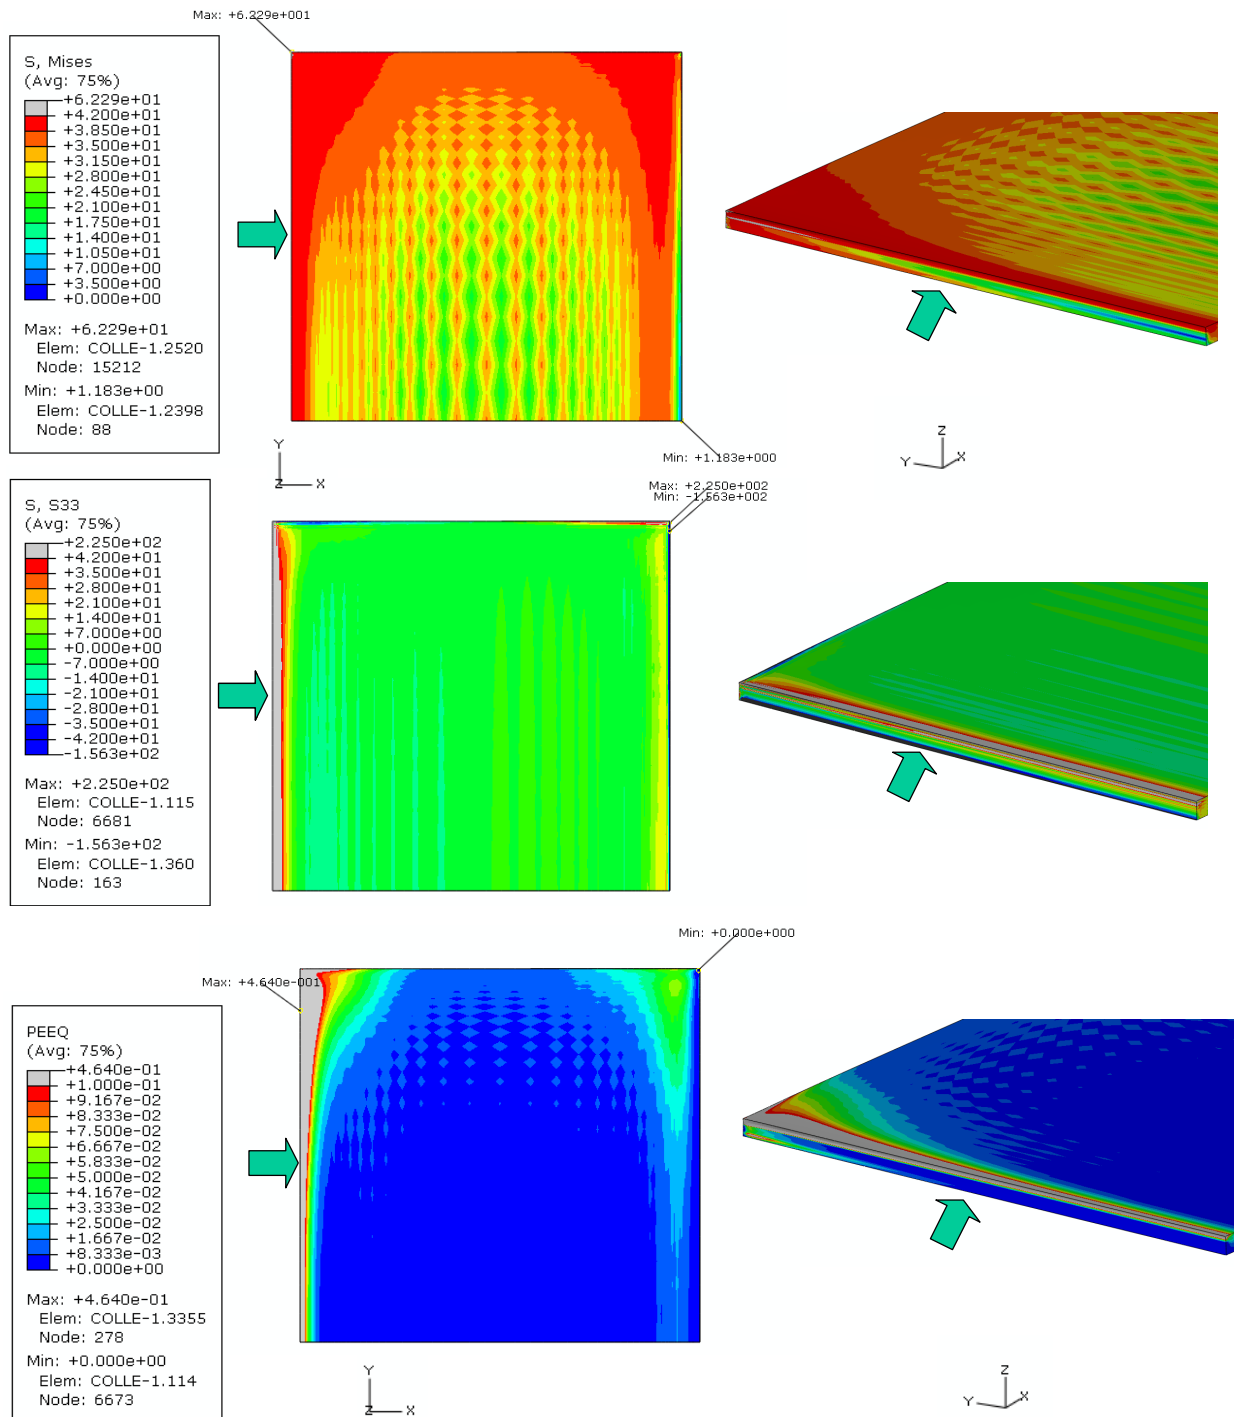 Max: +6.229e+001
S, Mises
(Avg: 75%)
+6.229e+01
+4.200e+01
+3.850e+01
+3.500e+01
+3.150e+01
+2.800e+01
+2.450e+01
+2.100e+01
+1.750e+01
+1.400e+01
+1.050e+01
+7.000e+00
+3.500e+00
+0.000e+00
Max: +6.229e+01
Elem: COLLE-1.2520
Node: 15212
Min: +1.183e+00
Elem: COLLE-1.2398
Node: 88
Min: +1.183e+000
Y
Z
X
Z
Y
X
Max: +2.250e+002
Min: -1.563e+002
S, S33
(Avg: 75%)
+2.250e+02
+4.200e+01
+3.500e+01
+2.800e+01
+2.100e+01
+1.400e+01
+7.000e+00
+0.000e+00
-7.000e+00
-1.400e+01
-2.100e+01
-2.800e+01
-3.500e+01
-4.200e+01
-1.563e+02
Max: +2.250e+02
Elem: COLLE-1.115
Node: 6681
Min: -1.563e+02
Elem: COLLE-1.360
Node: 163
Min: +0.000e+000
Max: +4.640e-001
PEEQ
(Avg: 75%)
+4.640e-01
+1.000e-01
+9.167e-02
+8.333e-02
+7.500e-02
+6.667e-02
+5.833e-02
+5.000e-02
+4.167e-02
+3.333e-02
+2.500e-02
+1.667e-02
+8.333e-03
+0.000e+00
Max: +4.640e-01
Elem: COLLE-1.3355
Node: 278
Min: +0.000e+00
Elem: COLLE-1.114
Node: 6673
Y
Z
X
Z
Y
X